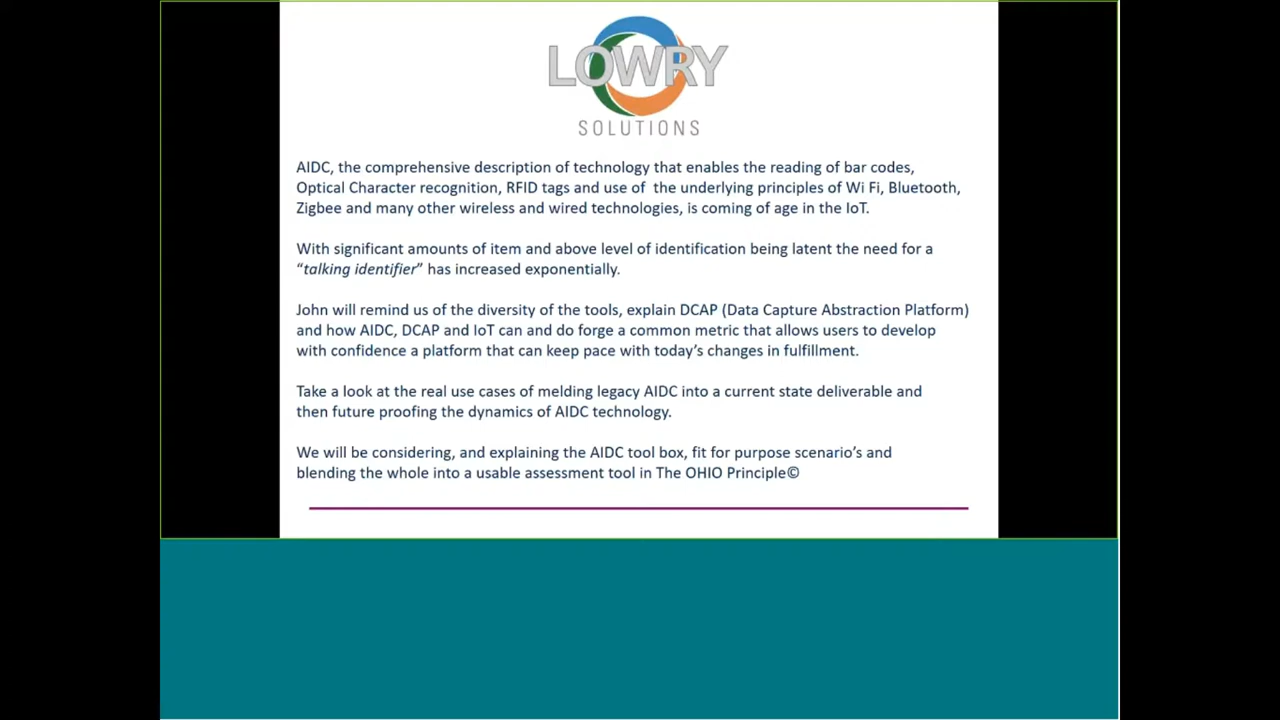 LOWRY
SOLUTIONS
AIDC, the comprehensive description of technology that enables the reading of bar codes,
Optical Character recognition, RFID tags and use of the underlying principles of Wi Fi, Bluetooth,
Zigbee and many other wireless and wired technologies, is coming of age in the IoT.
With significant amounts of item and above level of identification being latent the need for a
“talking identifier” has increased exponentially.
John will remind us of the diversity of the tools, explain DCAP (Data Capture Abstraction Platform)
and how AIDC, DCAP and IoT can and do forge a common metric that allows users to develop
with confidence a platform that can keep pace with today’s changes in fulfillment.
Take a look at the real use cases of melding legacy AIDC into a current state deliverable and
then future proofing the dynamics of AIDC technology.
We will be considering, and explaining the AIDC tool box, fit for purpose scenario’s and
blending the whole into a usable assessment tool in The OHIO Principle©